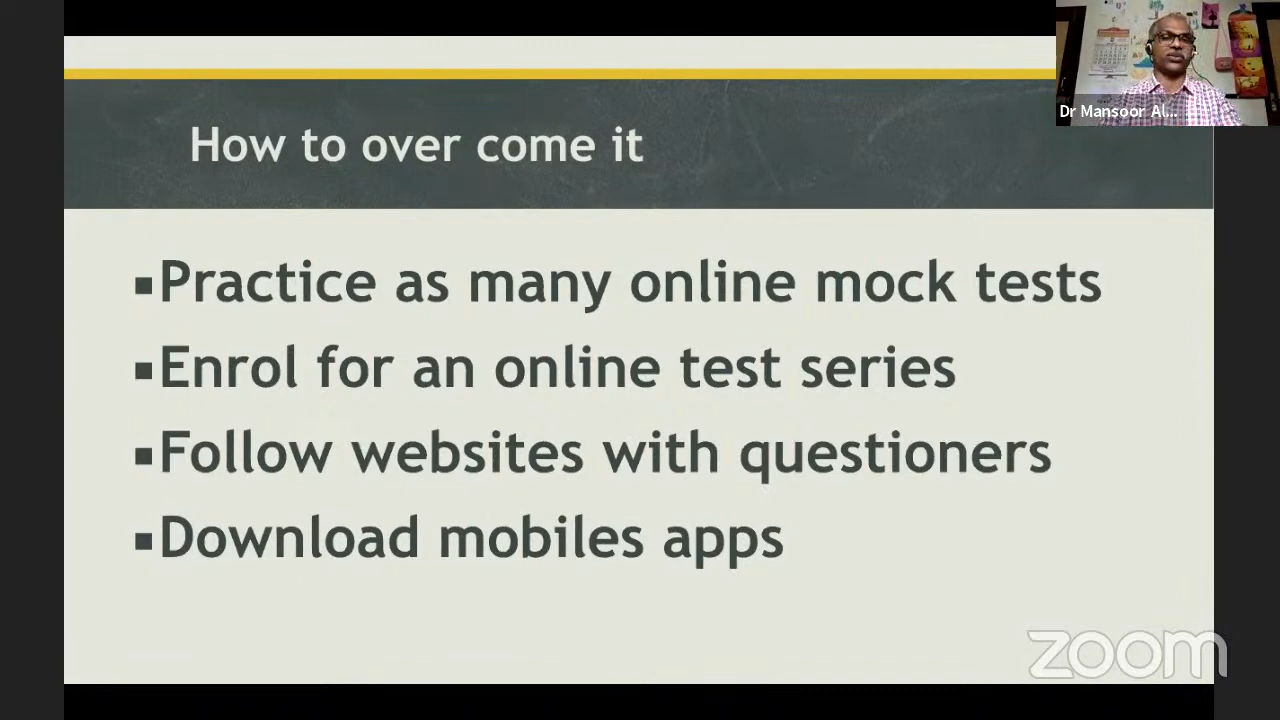 Dr Mansoor Al...
How to over come it
▪Practice as many online mock tests
▪Enrol for an online test series
▪Follow websites with questioners
▪Download mobiles apps
zoom